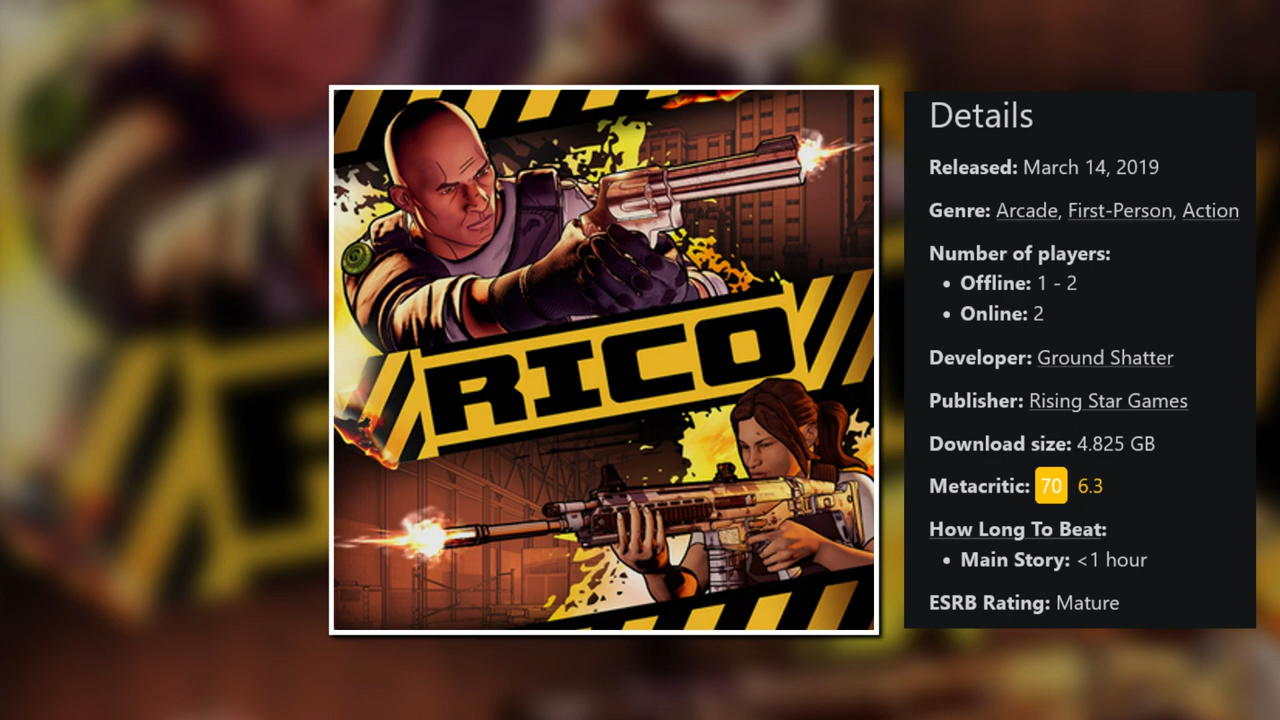 RICO
Details
Released: March 14, 2019
Genre: Arcade, First-Person, Action
Number of players:
• Offline: 1 - 2
• Online: 2
Developer: Ground Shatter
Publisher: Rising Star Games
Download size: 4.825 GB
Metacritic: 70 6.3
How Long To Beat:
• Main Story: <1 hour
ESRB Rating: Mature